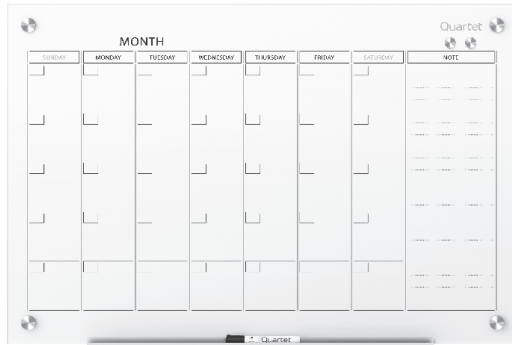 Quartet
MONTH
SUNDAY MONDAY TUESDAY WEDNESDAY THURSDAY FRIDAY SATURDAY NOTE
Quartet